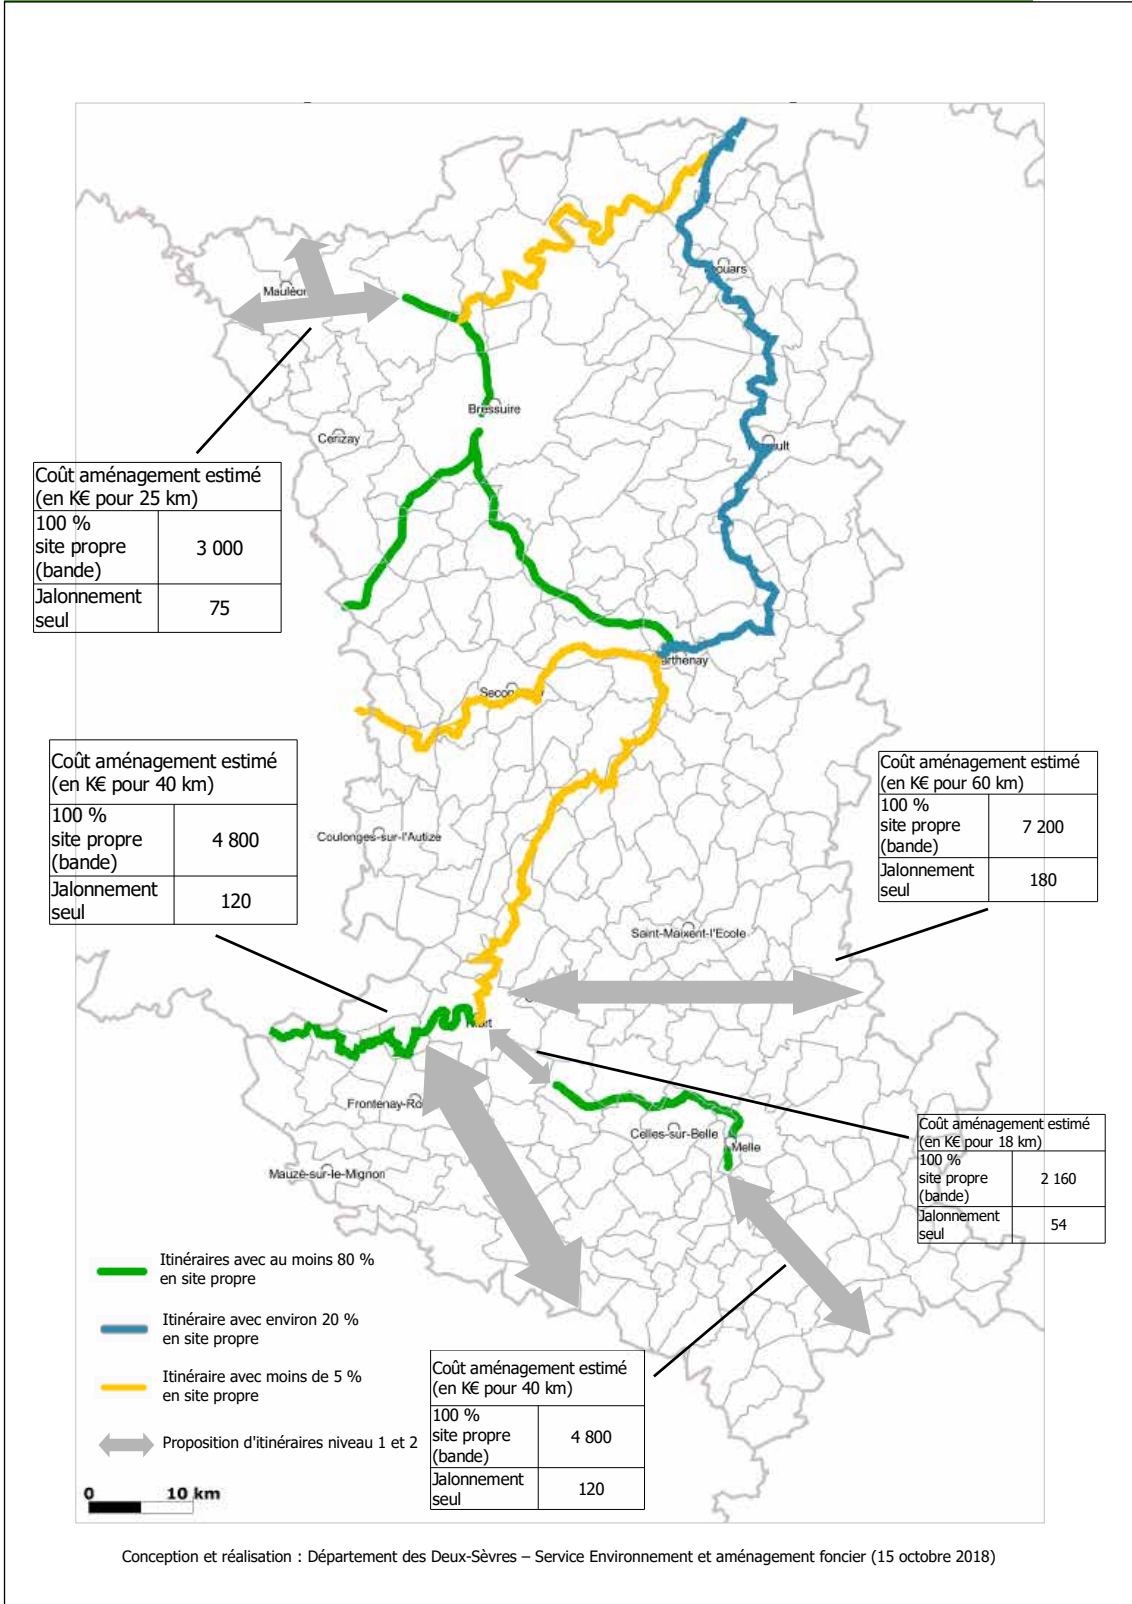 Mauléon
Bressuire
Cerizay
Coût aménagement estimé
(en K€ pour 25 km)
100 %
site propre
(bande)
3 000
Jalonnement
seul
75
Coût aménagement estimé
(en K€ pour 40 km)
100 %
site propre
(bande)
4 800
Jalonnement
seul
120
Coulonges-sur-l'Autize
Coût aménagement estimé
(en K€ pour 60 km)
100 %
site propre
(bande)
7 200
Jalonnement
seul
180
Saint-Maixent-l'Ecole
Celles-sur-Belle
Melle
Mauzé-sur-le-Mignon
Coût aménagement estimé
(en K€ pour 18 km)
100 %
site propre
(bande)
2 160
Jalonnement
seul
54
Itinéraires avec au moins 80 %
en site propre
Itinéraire avec environ 20 %
en site propre
Itinéraire avec moins de 5 %
en site propre
Proposition d'itinéraires niveau 1 et 2
Coût aménagement estimé
(en K€ pour 40 km)
100 %
site propre
(bande)
4 800
Jalonnement
seul
120
0 10 km
Conception et réalisation : Département des Deux-Sèvres – Service Environnement et aménagement foncier (15 octobre 2018)